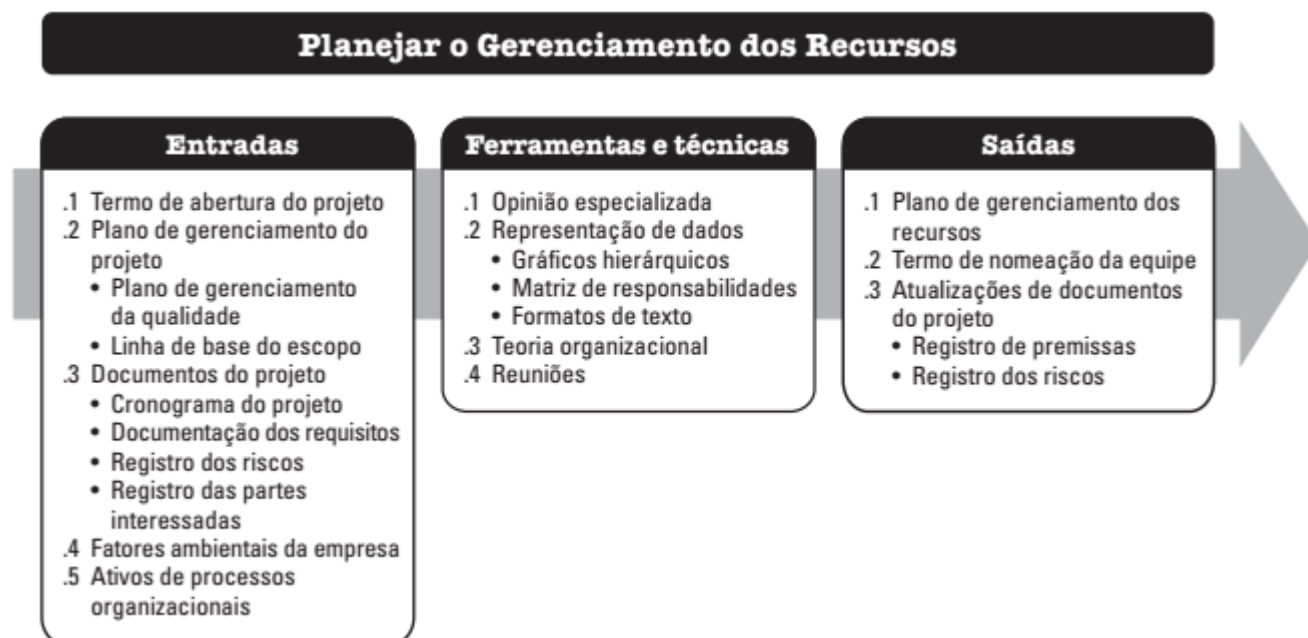 Planejar o Gerenciamento dos Recursos
Entradas
.1 Termo de abertura do projeto
.2 Plano de gerenciamento do
projeto
• Plano de gerenciamento
da qualidade
• Linha de base do escopo
.3 Documentos do projeto
• Cronograma do projeto
• Documentação dos requisitos
• Registro dos riscos
• Registro das partes
interessadas
.4 Fatores ambientais da empresa
.5 Ativos de processos
organizacionais
Ferramentas e técnicas
.1 Opinião especializada
.2 Representação de dados
• Gráficos hierárquicos
• Matriz de responsabilidades
• Formatos de texto
.3 Teoria organizacional
.4 Reuniões
Saídas
.1 Plano de gerenciamento dos
recursos
.2 Termo de nomeação da equipe
.3 Atualizações de documentos
do projeto
• Registro de premissas
• Registro dos riscos